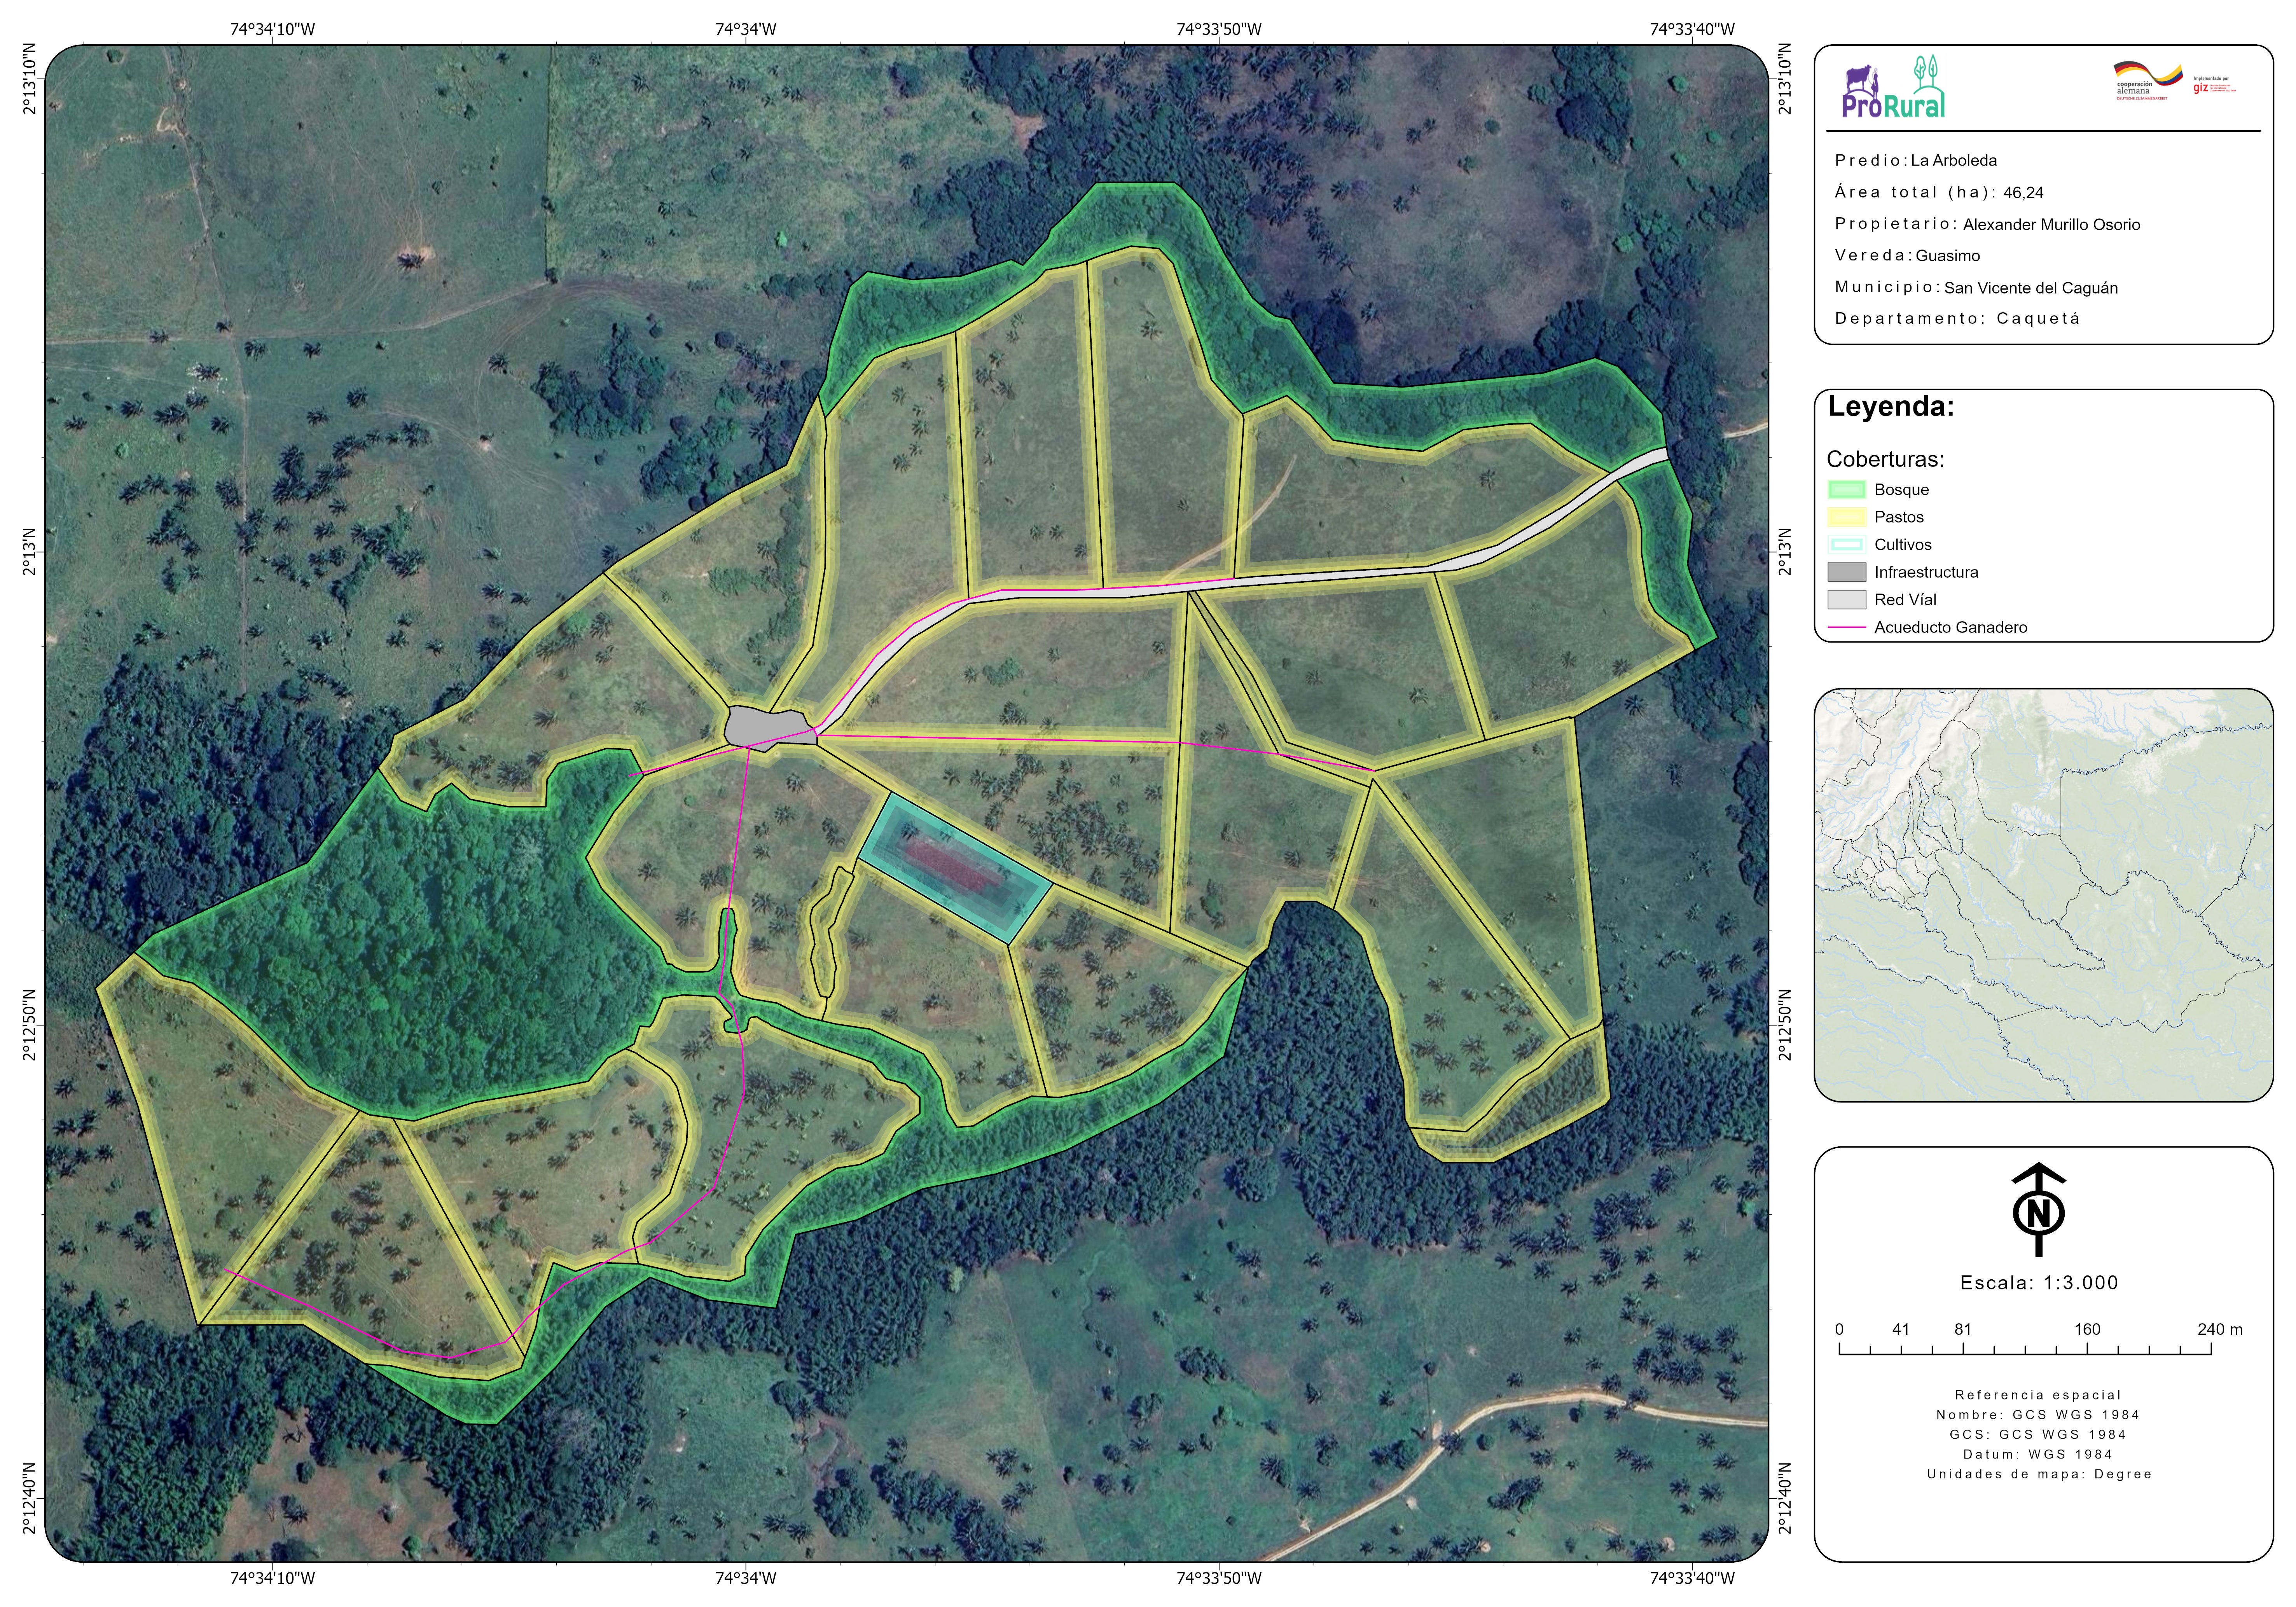 74°34'10"W
74°34'W
74°33'50"W
74°33'40"W
2°13'10"N
2°13'10"N
2°13'N
2°13'N
2°12'50"N
2°12'50"N
2°12'40"N
2°12'40"N
74°34'10"W
74°34'W
74°33'50"W
74°33'40"W
ProRural
cooperación
alemana
DEUTSCHE ZUSAMMENARBEIT
Implementada por
giz
Predio: La Arboleda
Área total (ha): 46,24
Propietario: Alexander Murillo Osorio
Vereda: Guasimo
Municipio: San Vicente del Caguán
Departamento: Caquetá
Leyenda:
Coberturas:
Bosque
Pastos
Cultivos
Infraestructura
Red Víal
Acueducto Ganadero
N
Escala: 1:3.000
0 41 81 160 240 m
Referencia espacial
Nombre: GCS WGS 1984
GCS: GCS WGS 1984
Datum: WGS 1984
Unidades de mapa: Degree